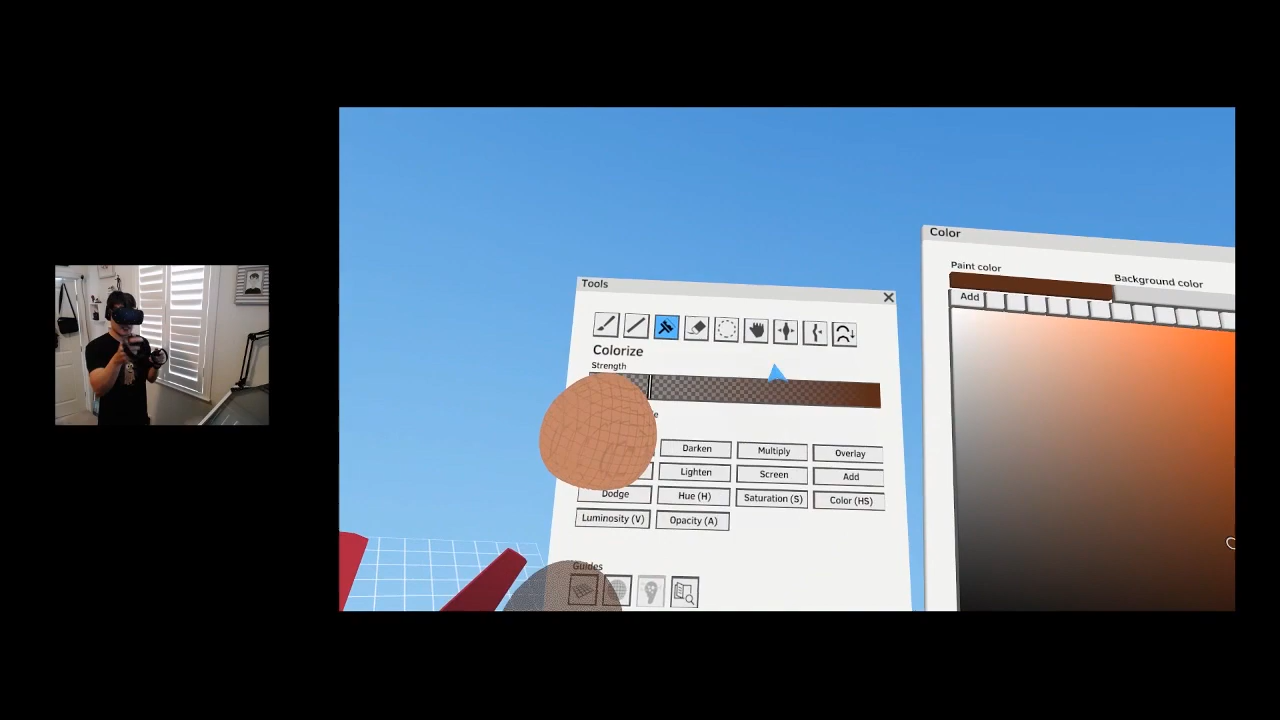 Color
Paint color
Background color
Add
Tools
Colorize
Strength
Darken
Multiply
Overlay
Lighten
Screen
Add
Dodge
Hue (H)
Saturation (S)
Color (HS)
Luminosity (V)
Opacity (A)
Guides